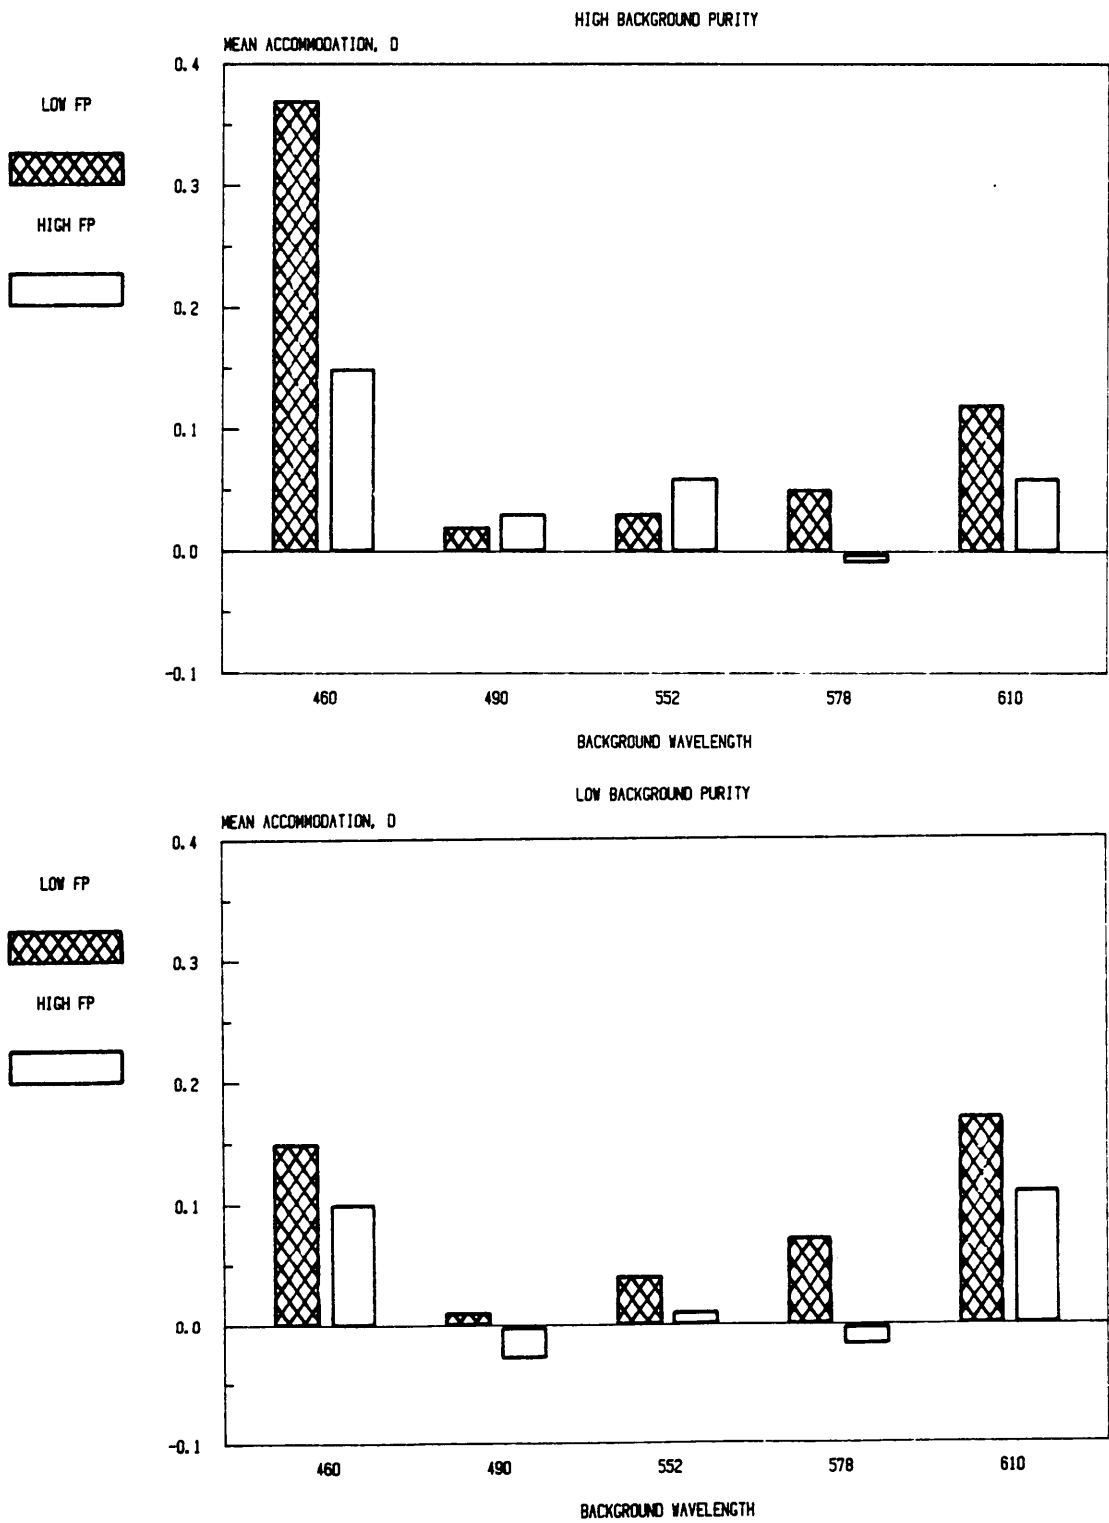 HIGH BACKGROUND PURITY
MEAN ACCOMMODATION, D
LOW FP
HIGH FP
0.4
0.3
0.2
0.1
0.0
-0.1
460 490 552 578 610
BACKGROUND WAVELENGTH
LOW BACKGROUND PURITY
MEAN ACCOMMODATION, D
LOW FP
HIGH FP
0.4
0.3
0.2
0.1
0.0
-0.1
460 490 552 578 610
BACKGROUND WAVELENGTH